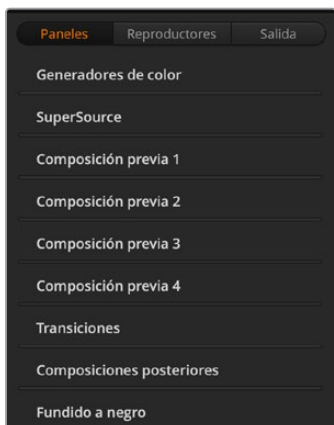 Paneles Reproductores Salida
Generadores de color
SuperSource
Composición previa 1
Composición previa 2
Composición previa 3
Composición previa 4
Transiciones
Composiciones posteriores
Fundido a negro